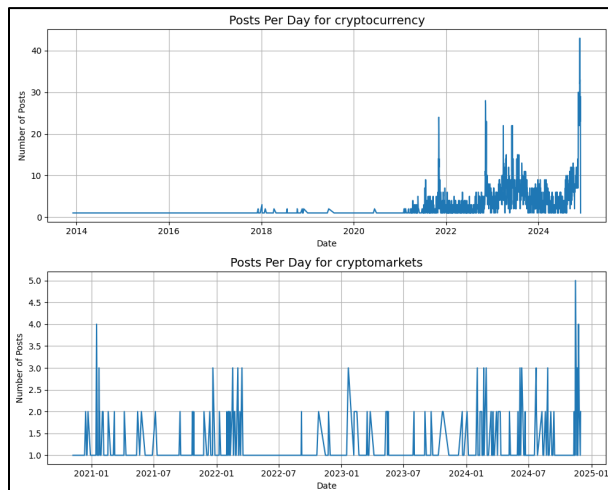 Posts Per Day for cryptocurrency
40
30
20
10
0
Number of Posts
2014 2016 2018 2020 2022 2024
Date
Posts Per Day for cryptomarkets
5.0
4.5
4.0
3.5
3.0
2.5
2.0
1.5
1.0
Number of Posts
2021-01 2021-07 2022-01 2022-07 2023-01 2023-07 2024-01 2024-07 2025-01
Date